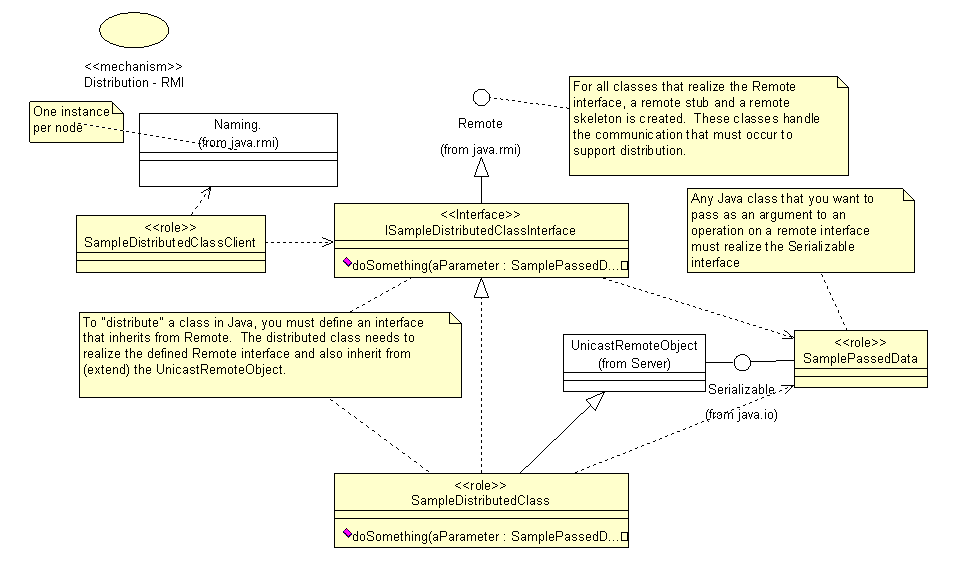 <<mechanism>>
Distribution - RMI
One instance
per node
Naming.
(from java.rmi)
Remote
(from java.rmi)
For all classes that realize the Remote
interface, a remote stub and a remote
skeleton is created.  These classes handle
the communication that must occur to
support distribution.
<<role>>
SampleDistributedClassClient
<<Interface>>
ISampleDistributedClassInterface
doSomething(aParameter : SamplePassedD...
Any Java class that you want to
pass as an argument to an
operation on a remote interface
must realize the Serializable
interface
To "distribute" a class in Java, you must define an interface
that inherits from Remote.  The distributed class needs to
realize the defined Remote interface and also inherit from
(extend) the UnicastRemoteObject.
UnicastRemoteObject
(from Server)
Serializable
(from java.io)
<<role>>
SamplePassedData
<<role>>
SampleDistributedClass
doSomething(aParameter : SamplePassedD...